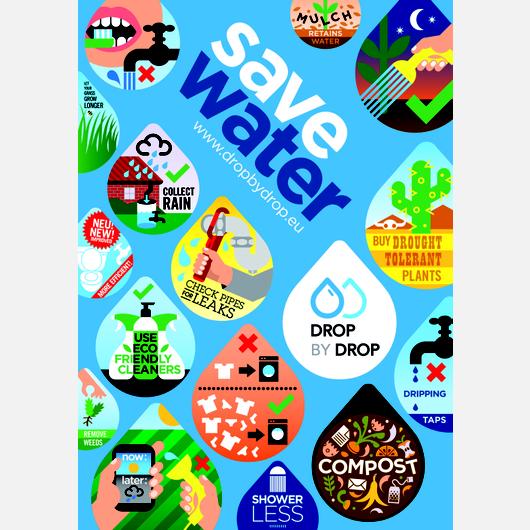 save
water
www.dropbydrop.eu
MULCH
RETAINS
WATER
LET
YOUR
GRASS
GROW
LONGER
COLLECT
RAIN
NEU!
NEW!
IMPROVED
MORE EFFICIENT!
CHECK PIPES
FOR LEAKS
BUY DROUGHT
TOLERANT
PLANTS
DROP
BY DROP
USE
ECO
FRIENDLY
CLEANERS
DRIPPING
TAPS
REMOVE
WEEDS
now:
later:
COMPOST
SHOWER
LESS